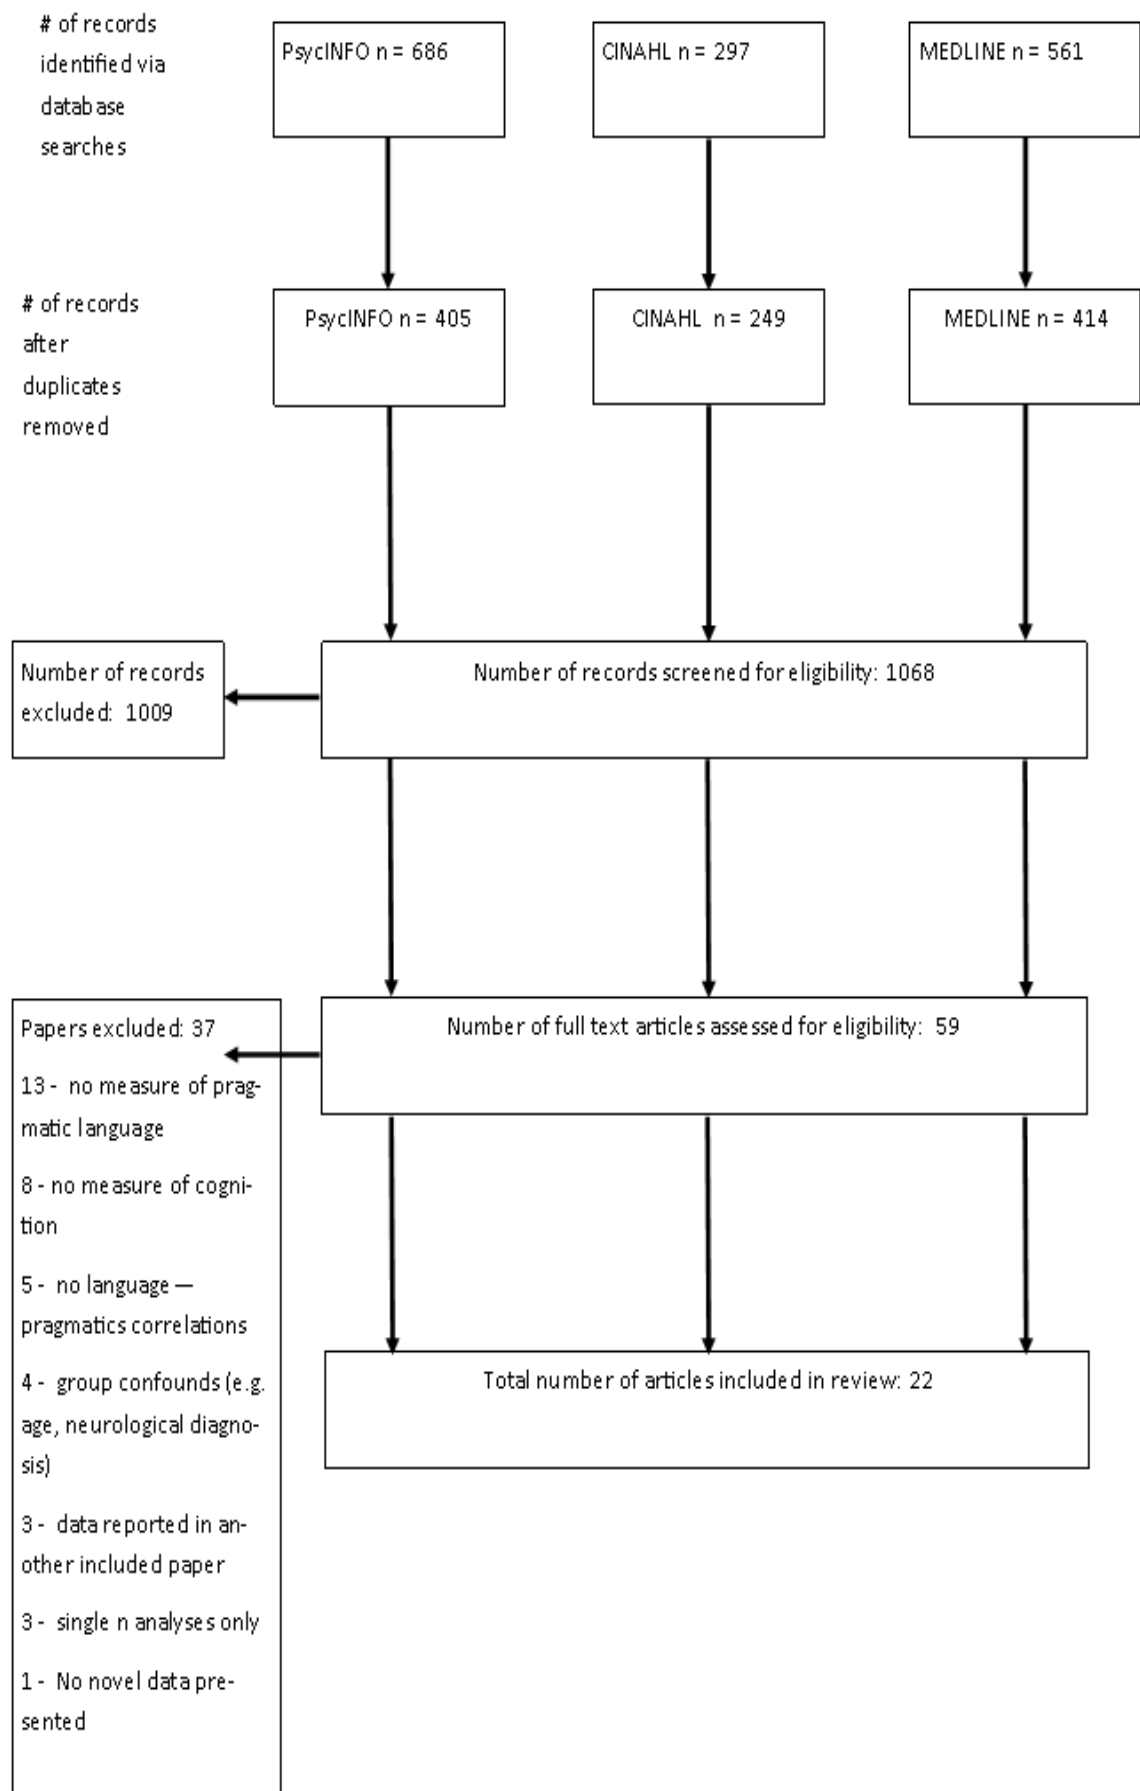 # of records
identified via
database
searches
PsycINFO n = 686
CINAHL n = 297
MEDLINE n = 561
# of records
after
duplicates
removed
PsycINFO n = 405
CINAHL n = 249
MEDLINE n = 414
Number of records
excluded: 1009
Number of records screened for eligibility: 1068
Number of full text articles assessed for eligibility: 59
Papers excluded: 37
13 - no measure of prag-
matic language
8 - no measure of cogni-
tion
5 - no language —
pragmatics correlations
4 - group confounds (e.g.
age, neurological diagno-
sis)
3 - data reported in an-
other included paper
3 - single n analyses only
1 - No novel data pre-
sented
Total number of articles included in review: 22